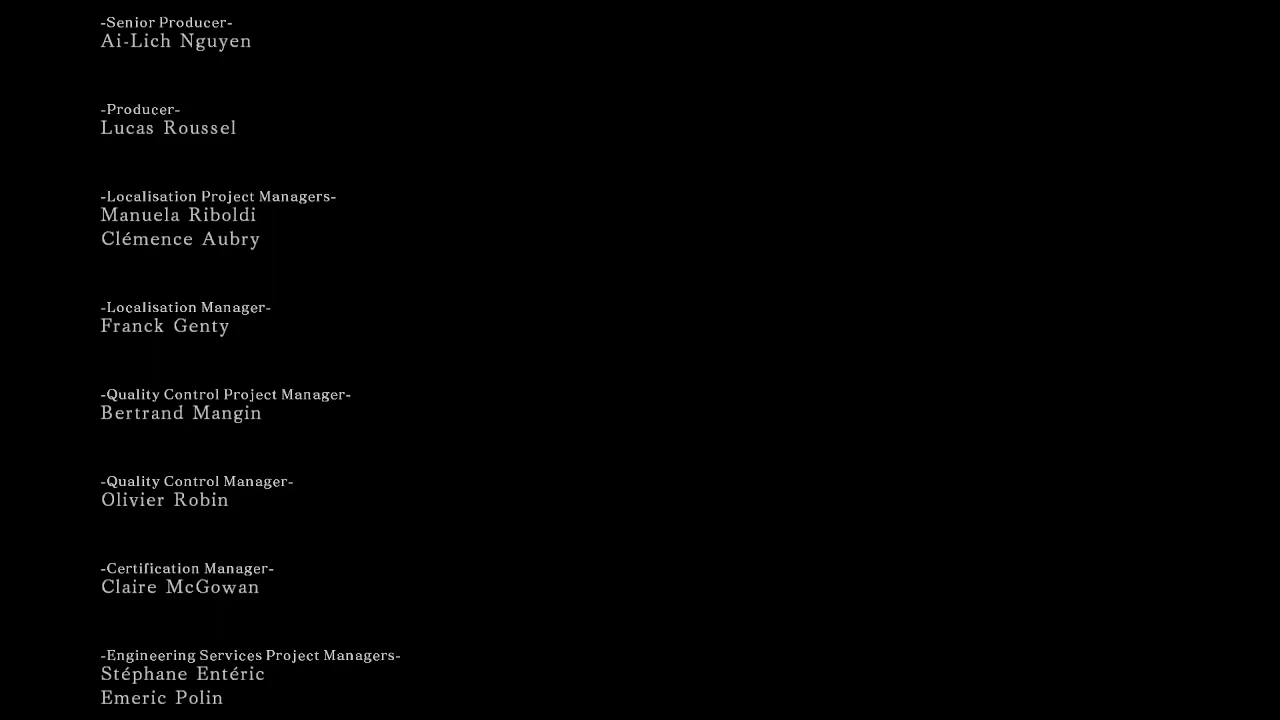 -Senior Producer-
Ai-Lich Nguyen
-Producer-
Lucas Roussel
-Localisation Project Managers-
Manuela Riboldi
Clémence Aubry
-Localisation Manager-
Franck Genty
-Quality Control Project Manager-
Bertrand Mangin
-Quality Control Manager-
Olivier Robin
-Certification Manager-
Claire McGowan
-Engineering Services Project Managers-
Stéphane Entéric
Emeric Polin